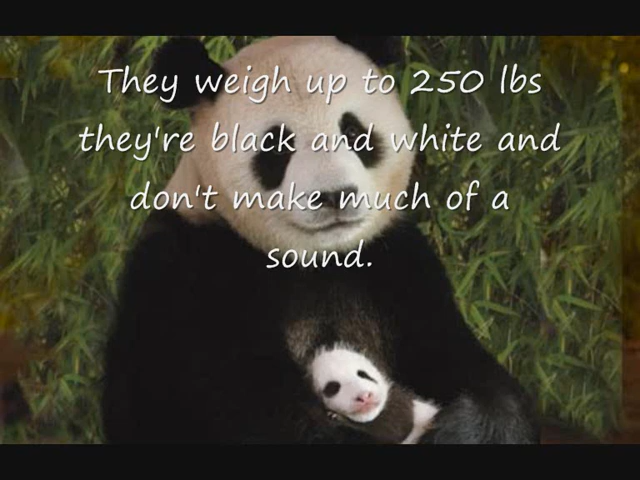 They weigh up to 250 lbs
they're black and white and
don't make much of a
sound.